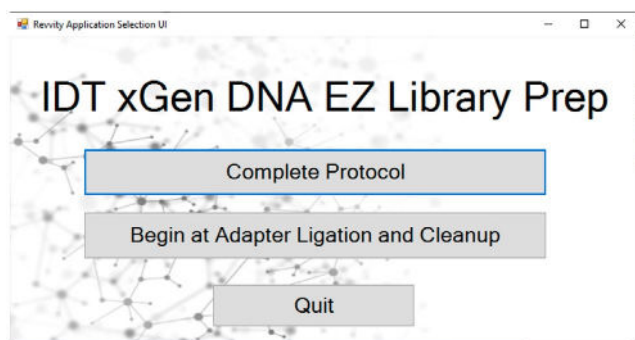 Revvity Application Selection UI
IDT xGen DNA EZ Library Prep
Complete Protocol
Begin at Adapter Ligation and Cleanup
Quit